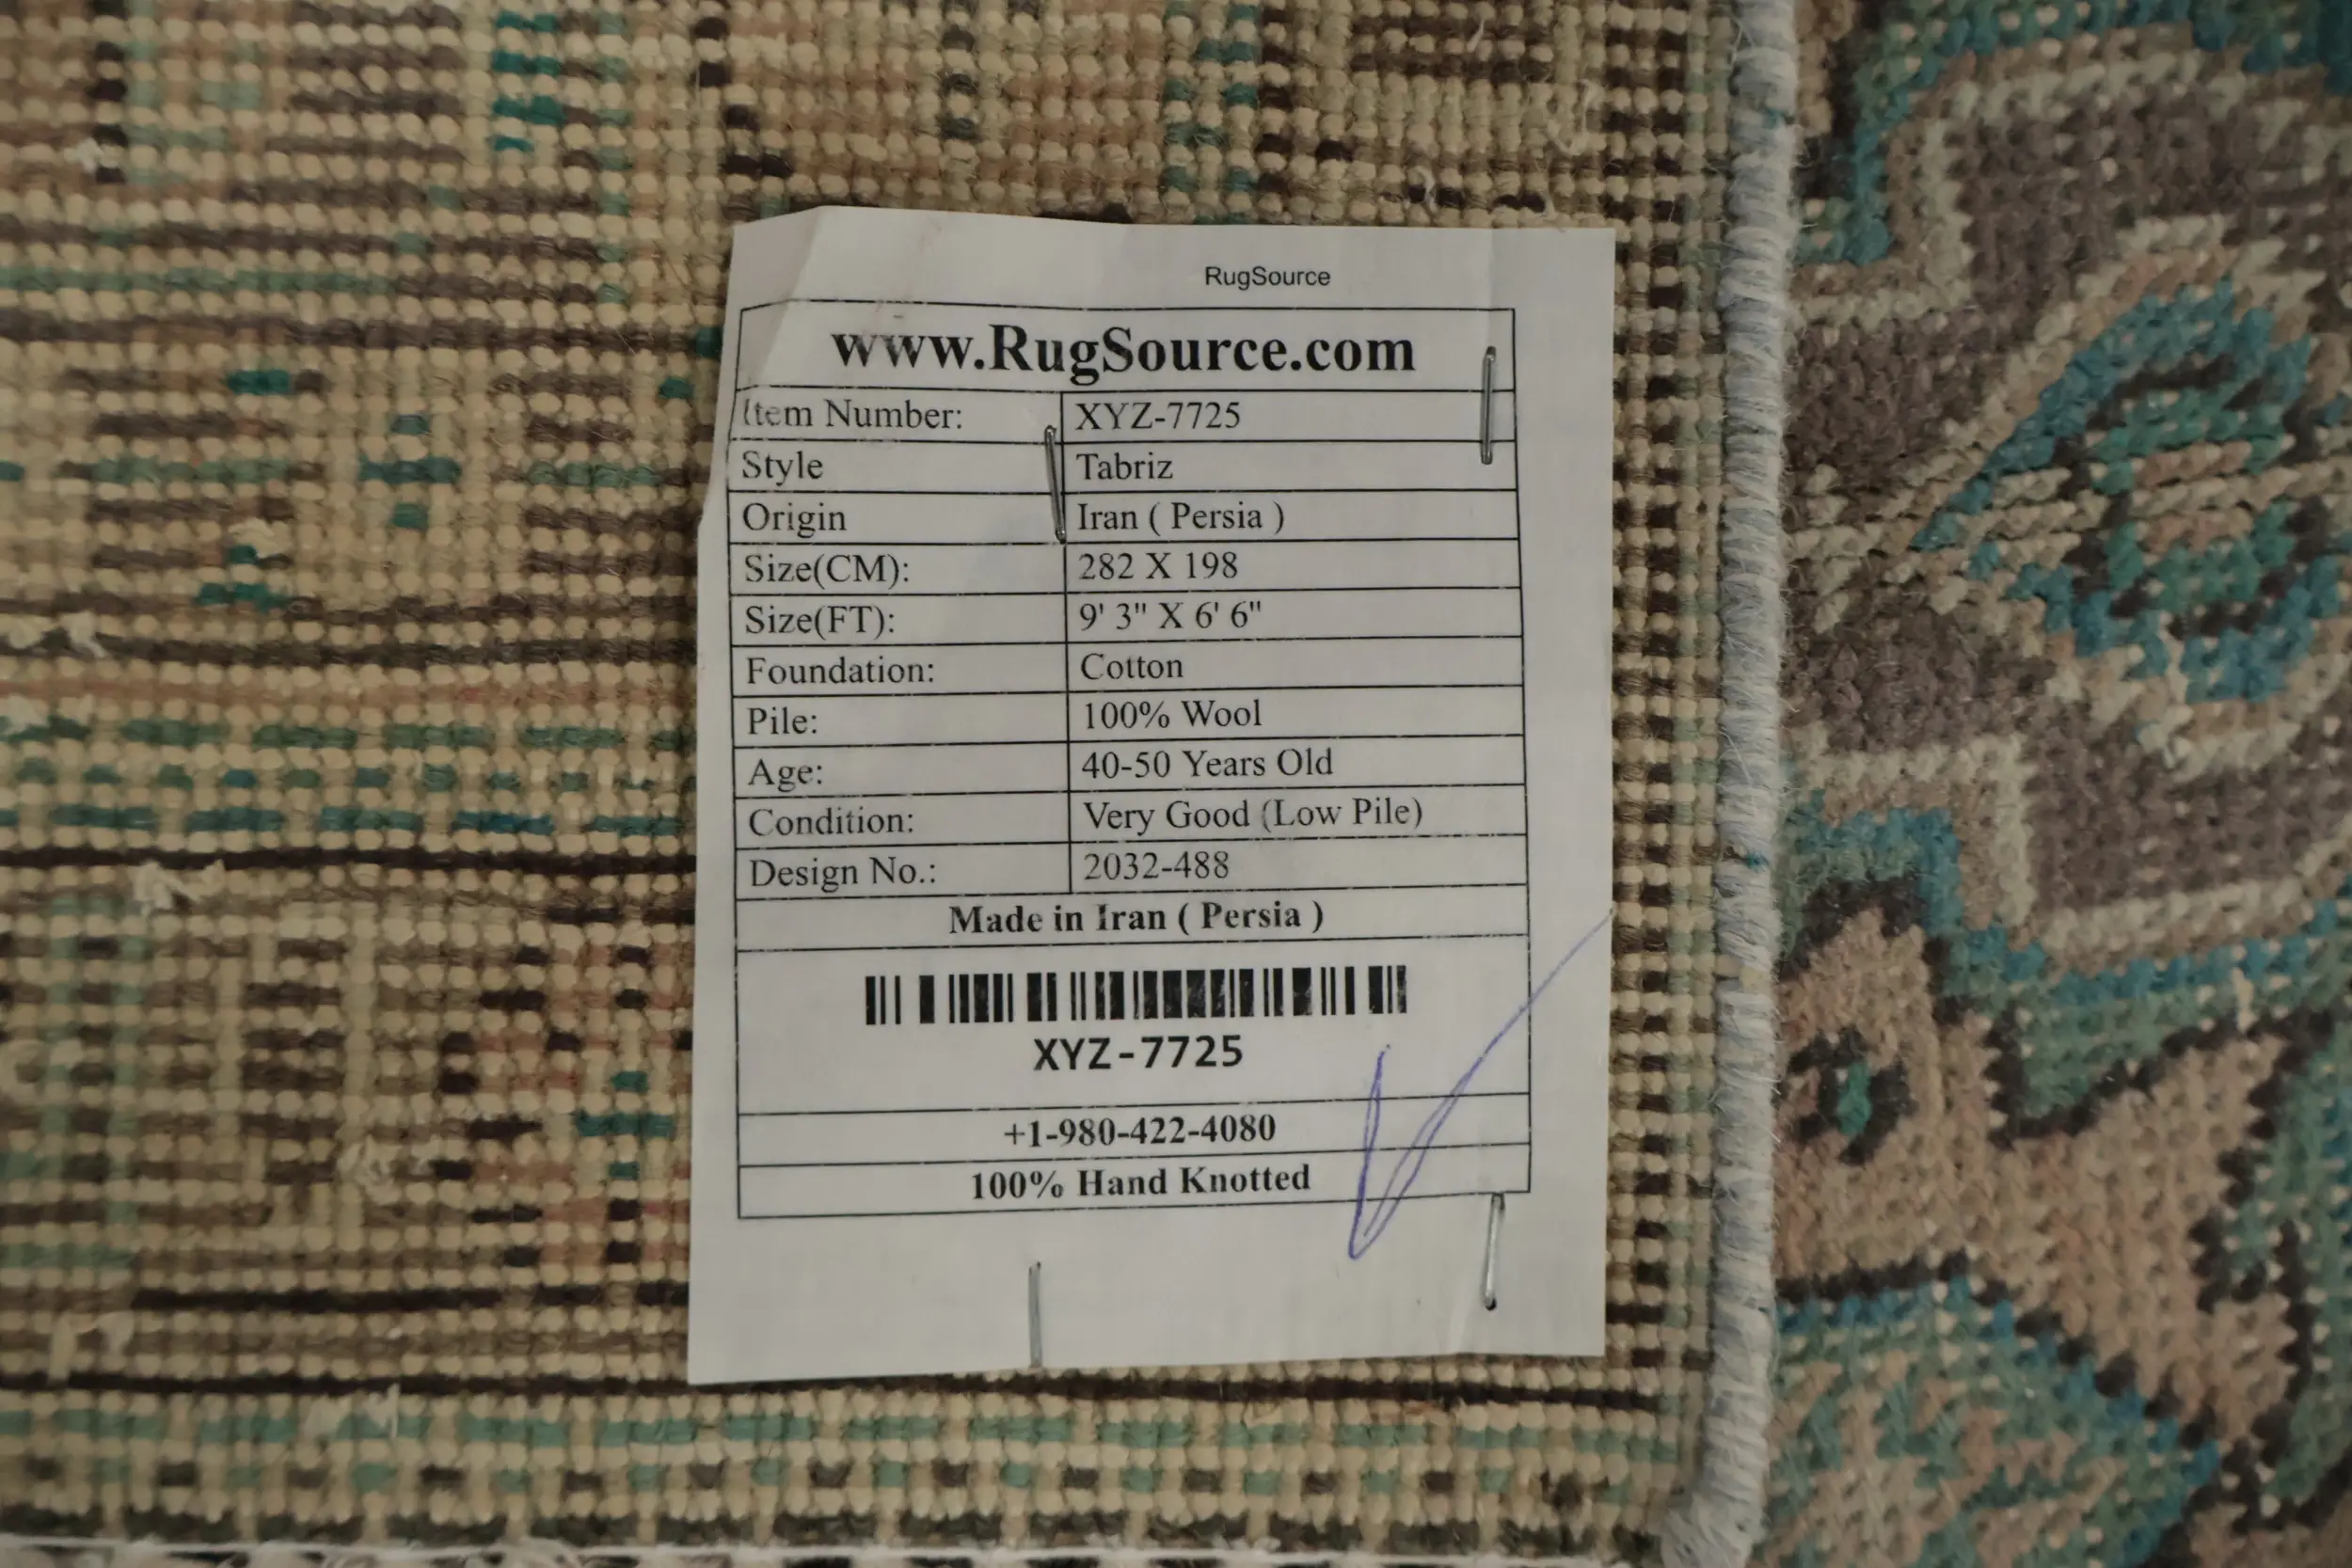 RugSource
www.RugSource.com
Item Number: XYZ-7725
Style Tabriz
Origin Iran ( Persia )
Size(CM): 282 X 198
Size(FT): 9' 3" X 6' 6"
Foundation: Cotton
Pile: 100% Wool
Age: 40-50 Years Old
Condition: Very Good (Low Pile)
Design No.: 2032-488
Made in Iran ( Persia )
XYZ-7725
+1-980-422-4080
100% Hand Knotted